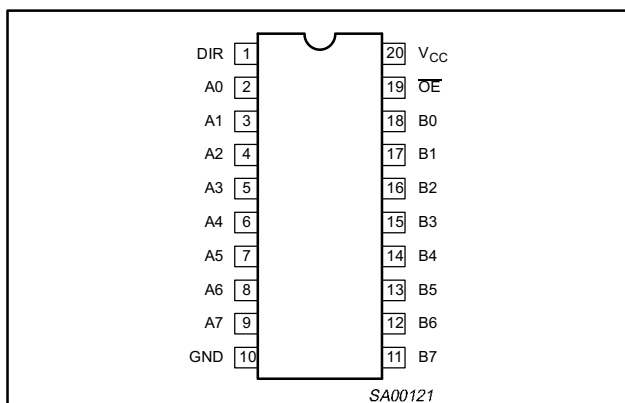 DIR 1 20 VCC
A0 2 19 O̅E̅
A1 3 18 B0
A2 4 17 B1
A3 5 16 B2
A4 6 15 B3
A5 7 14 B4
A6 8 13 B5
A7 9 12 B6
GND 10 11 B7
SA00121